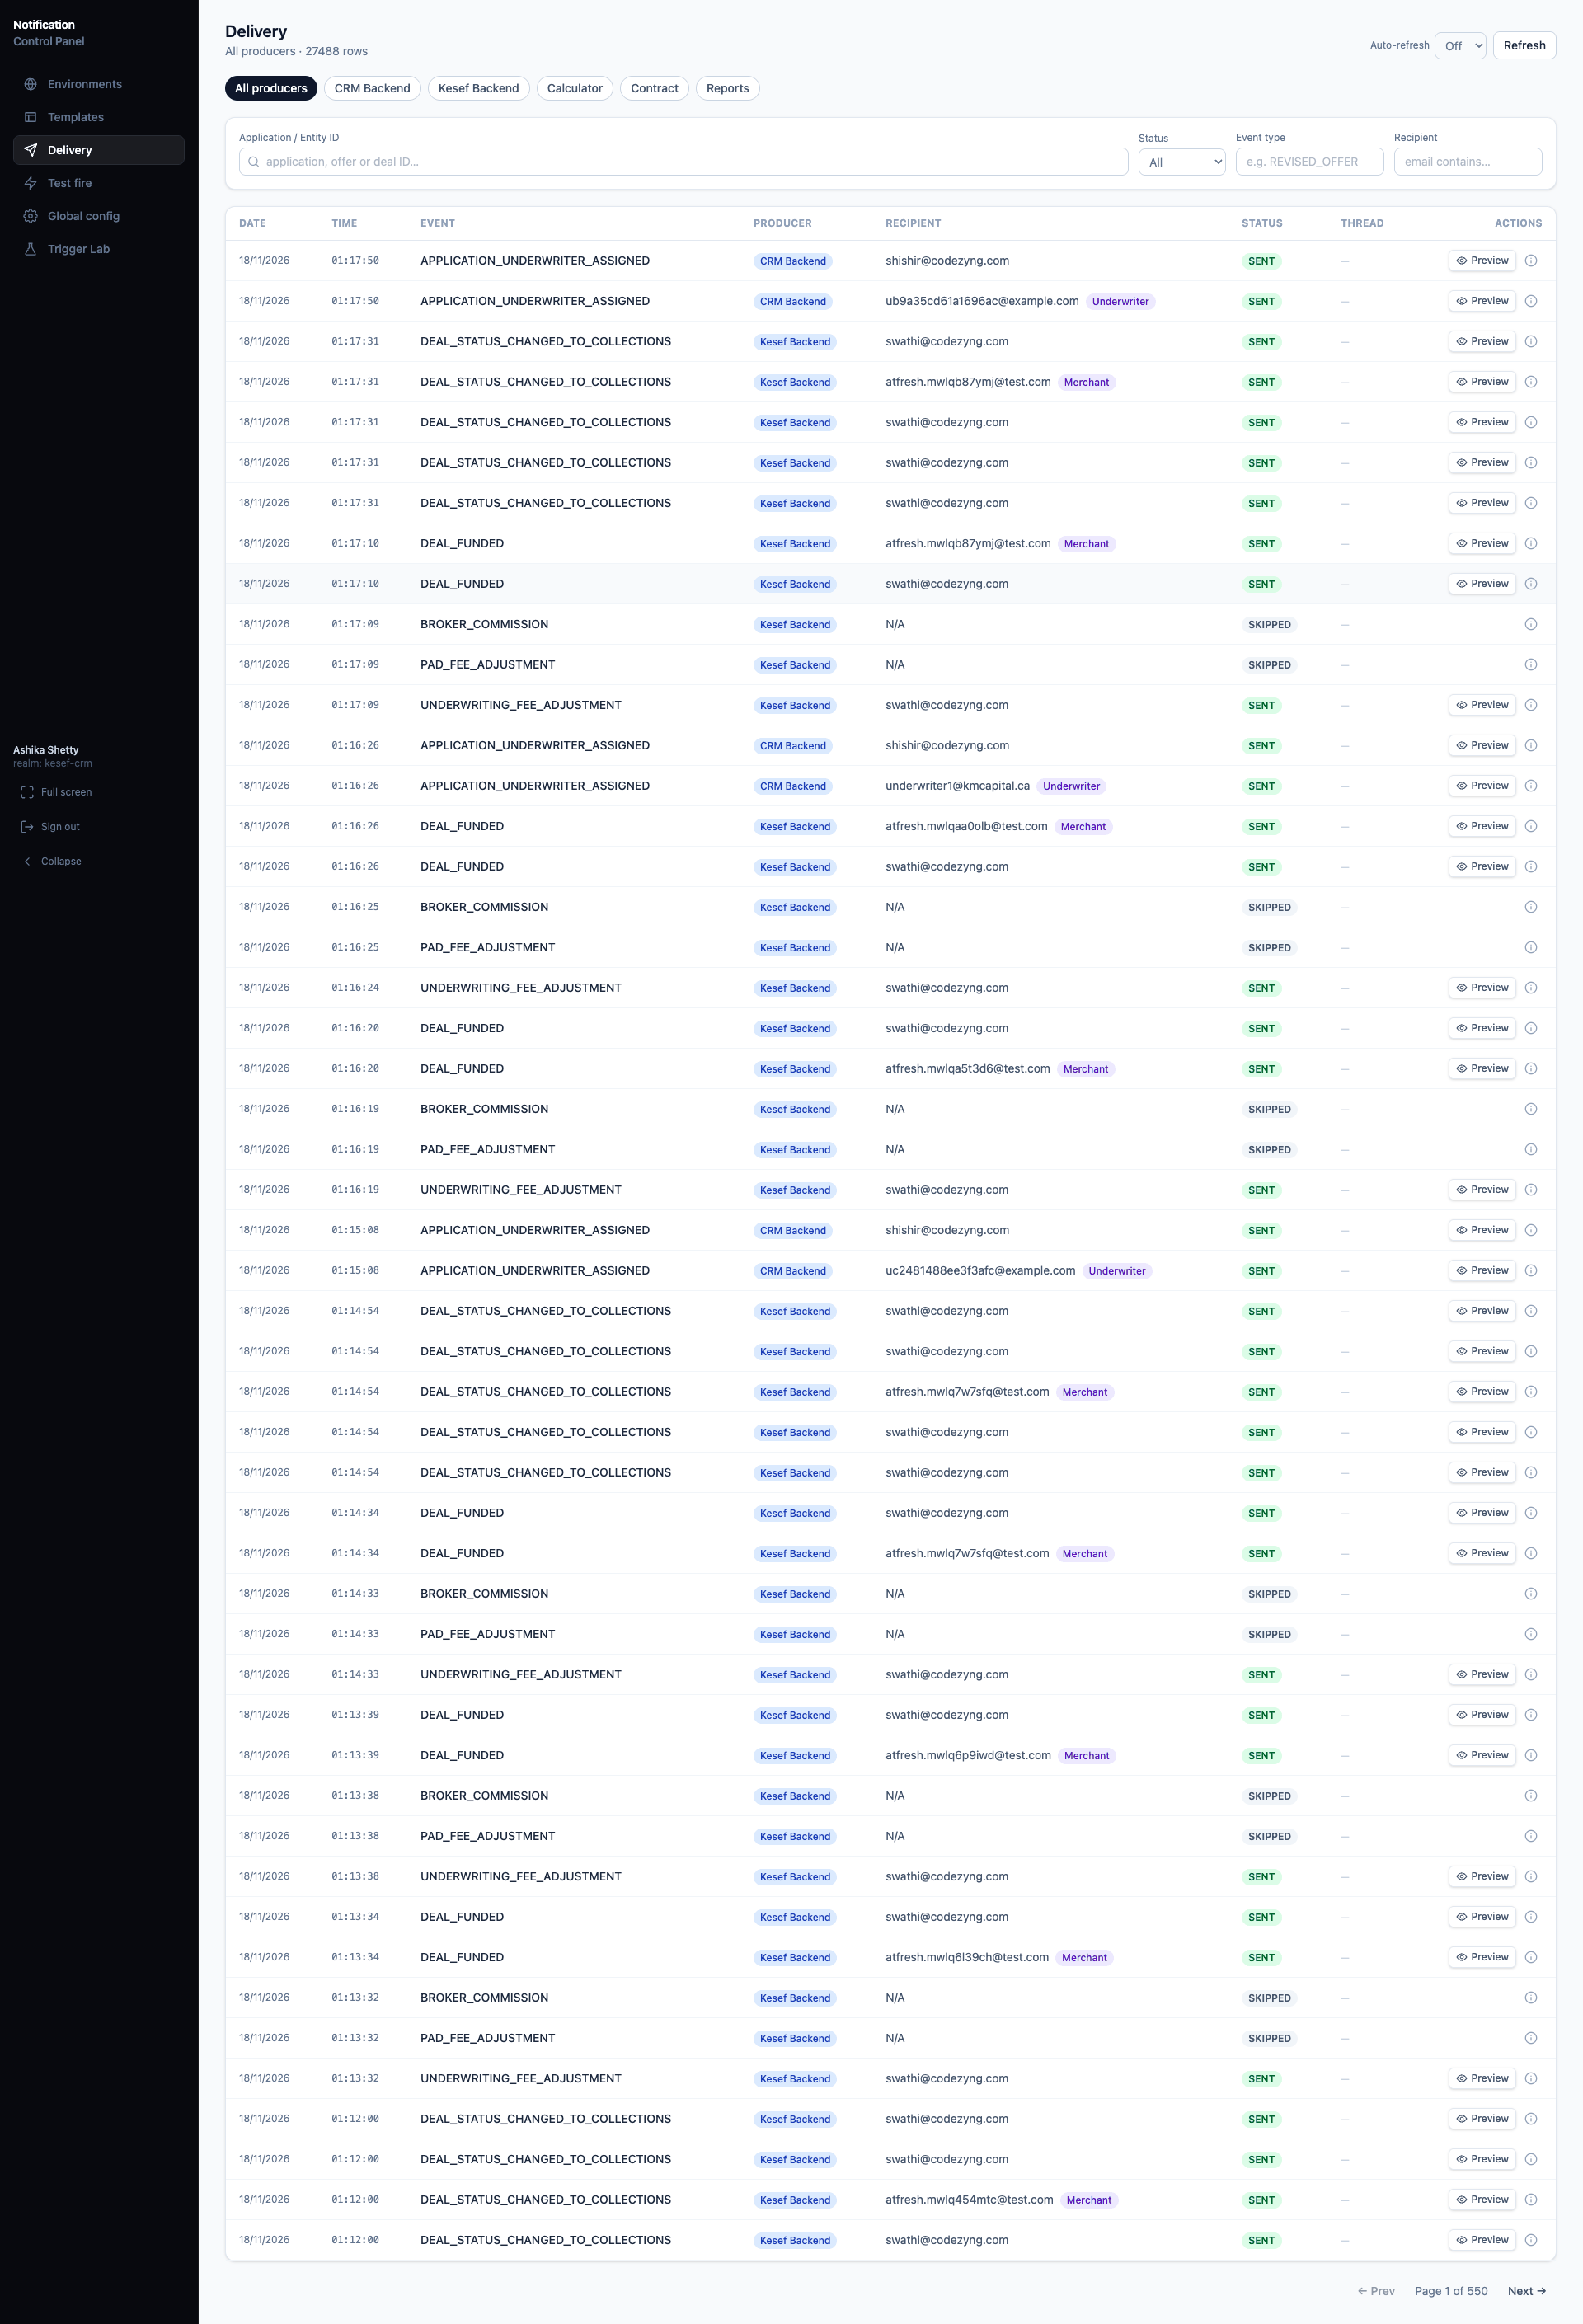 Notification
Control Panel
Environments
Templates
Delivery
Test fire
Global config
Trigger Lab
Ashika Shetty
realm: kesef-crm
Full screen
Sign out
Collapse
Delivery
All producers · 27488 rows
Auto-refresh Off Refresh
All producers CRM Backend Kesef Backend Calculator Contract Reports
Application / Entity ID Status Event type Recipient
application, offer or deal ID... All e.g. REVISED_OFFER email contains...
DATE TIME EVENT PRODUCER RECIPIENT STATUS THREAD ACTIONS
18/11/2026 01:17:50 APPLICATION_UNDERWRITER_ASSIGNED CRM Backend shishir@codezyng.com SENT — Preview
18/11/2026 01:17:50 APPLICATION_UNDERWRITER_ASSIGNED CRM Backend ub9a35cd61a1696ac@example.com Underwriter SENT — Preview
18/11/2026 01:17:31 DEAL_STATUS_CHANGED_TO_COLLECTIONS Kesef Backend swathi@codezyng.com SENT — Preview
18/11/2026 01:17:31 DEAL_STATUS_CHANGED_TO_COLLECTIONS Kesef Backend atfresh.mwlqb87ymj@test.com Merchant SENT — Preview
18/11/2026 01:17:31 DEAL_STATUS_CHANGED_TO_COLLECTIONS Kesef Backend swathi@codezyng.com SENT — Preview
18/11/2026 01:17:31 DEAL_STATUS_CHANGED_TO_COLLECTIONS Kesef Backend swathi@codezyng.com SENT — Preview
18/11/2026 01:17:31 DEAL_STATUS_CHANGED_TO_COLLECTIONS Kesef Backend swathi@codezyng.com SENT — Preview
18/11/2026 01:17:10 DEAL_FUNDED Kesef Backend atfresh.mwlqb87ymj@test.com Merchant SENT — Preview
18/11/2026 01:17:10 DEAL_FUNDED Kesef Backend swathi@codezyng.com SENT — Preview
18/11/2026 01:17:09 BROKER_COMMISSION Kesef Backend N/A SKIPPED —
18/11/2026 01:17:09 PAD_FEE_ADJUSTMENT Kesef Backend N/A SKIPPED —
18/11/2026 01:17:09 UNDERWRITING_FEE_ADJUSTMENT Kesef Backend swathi@codezyng.com SENT — Preview
18/11/2026 01:16:26 APPLICATION_UNDERWRITER_ASSIGNED CRM Backend shishir@codezyng.com SENT — Preview
18/11/2026 01:16:26 APPLICATION_UNDERWRITER_ASSIGNED CRM Backend underwriter1@kmcapital.ca Underwriter SENT — Preview
18/11/2026 01:16:26 DEAL_FUNDED Kesef Backend atfresh.mwlqaa0olb@test.com Merchant SENT — Preview
18/11/2026 01:16:26 DEAL_FUNDED Kesef Backend swathi@codezyng.com SENT — Preview
18/11/2026 01:16:25 BROKER_COMMISSION Kesef Backend N/A SKIPPED —
18/11/2026 01:16:25 PAD_FEE_ADJUSTMENT Kesef Backend N/A SKIPPED —
18/11/2026 01:16:24 UNDERWRITING_FEE_ADJUSTMENT Kesef Backend swathi@codezyng.com SENT — Preview
18/11/2026 01:16:20 DEAL_FUNDED Kesef Backend swathi@codezyng.com SENT — Preview
18/11/2026 01:16:20 DEAL_FUNDED Kesef Backend atfresh.mwlqa5t3d6@test.com Merchant SENT — Preview
18/11/2026 01:16:19 BROKER_COMMISSION Kesef Backend N/A SKIPPED —
18/11/2026 01:16:19 PAD_FEE_ADJUSTMENT Kesef Backend N/A SKIPPED —
18/11/2026 01:16:19 UNDERWRITING_FEE_ADJUSTMENT Kesef Backend swathi@codezyng.com SENT — Preview
18/11/2026 01:15:08 APPLICATION_UNDERWRITER_ASSIGNED CRM Backend shishir@codezyng.com SENT — Preview
18/11/2026 01:15:08 APPLICATION_UNDERWRITER_ASSIGNED CRM Backend uc2481488ee3f3afc@example.com Underwriter SENT — Preview
18/11/2026 01:14:54 DEAL_STATUS_CHANGED_TO_COLLECTIONS Kesef Backend swathi@codezyng.com SENT — Preview
18/11/2026 01:14:54 DEAL_STATUS_CHANGED_TO_COLLECTIONS Kesef Backend swathi@codezyng.com SENT — Preview
18/11/2026 01:14:54 DEAL_STATUS_CHANGED_TO_COLLECTIONS Kesef Backend atfresh.mwlq7w7sfq@test.com Merchant SENT — Preview
18/11/2026 01:14:54 DEAL_STATUS_CHANGED_TO_COLLECTIONS Kesef Backend swathi@codezyng.com SENT — Preview
18/11/2026 01:14:54 DEAL_STATUS_CHANGED_TO_COLLECTIONS Kesef Backend swathi@codezyng.com SENT — Preview
18/11/2026 01:14:34 DEAL_FUNDED Kesef Backend swathi@codezyng.com SENT — Preview
18/11/2026 01:14:34 DEAL_FUNDED Kesef Backend atfresh.mwlq7w7sfq@test.com Merchant SENT — Preview
18/11/2026 01:14:33 BROKER_COMMISSION Kesef Backend N/A SKIPPED —
18/11/2026 01:14:33 PAD_FEE_ADJUSTMENT Kesef Backend N/A SKIPPED —
18/11/2026 01:14:33 UNDERWRITING_FEE_ADJUSTMENT Kesef Backend swathi@codezyng.com SENT — Preview
18/11/2026 01:13:39 DEAL_FUNDED Kesef Backend swathi@codezyng.com SENT — Preview
18/11/2026 01:13:39 DEAL_FUNDED Kesef Backend atfresh.mwlq6p9iwd@test.com Merchant SENT — Preview
18/11/2026 01:13:38 BROKER_COMMISSION Kesef Backend N/A SKIPPED —
18/11/2026 01:13:38 PAD_FEE_ADJUSTMENT Kesef Backend N/A SKIPPED —
18/11/2026 01:13:38 UNDERWRITING_FEE_ADJUSTMENT Kesef Backend swathi@codezyng.com SENT — Preview
18/11/2026 01:13:34 DEAL_FUNDED Kesef Backend swathi@codezyng.com SENT — Preview
18/11/2026 01:13:34 DEAL_FUNDED Kesef Backend atfresh.mwlq6l39ch@test.com Merchant SENT — Preview
18/11/2026 01:13:32 BROKER_COMMISSION Kesef Backend N/A SKIPPED —
18/11/2026 01:13:32 PAD_FEE_ADJUSTMENT Kesef Backend N/A SKIPPED —
18/11/2026 01:13:32 UNDERWRITING_FEE_ADJUSTMENT Kesef Backend swathi@codezyng.com SENT — Preview
18/11/2026 01:12:00 DEAL_STATUS_CHANGED_TO_COLLECTIONS Kesef Backend swathi@codezyng.com SENT — Preview
18/11/2026 01:12:00 DEAL_STATUS_CHANGED_TO_COLLECTIONS Kesef Backend swathi@codezyng.com SENT — Preview
18/11/2026 01:12:00 DEAL_STATUS_CHANGED_TO_COLLECTIONS Kesef Backend atfresh.mwlq454mtc@test.com Merchant SENT — Preview
18/11/2026 01:12:00 DEAL_STATUS_CHANGED_TO_COLLECTIONS Kesef Backend swathi@codezyng.com SENT — Preview
← Prev Page 1 of 550 Next →